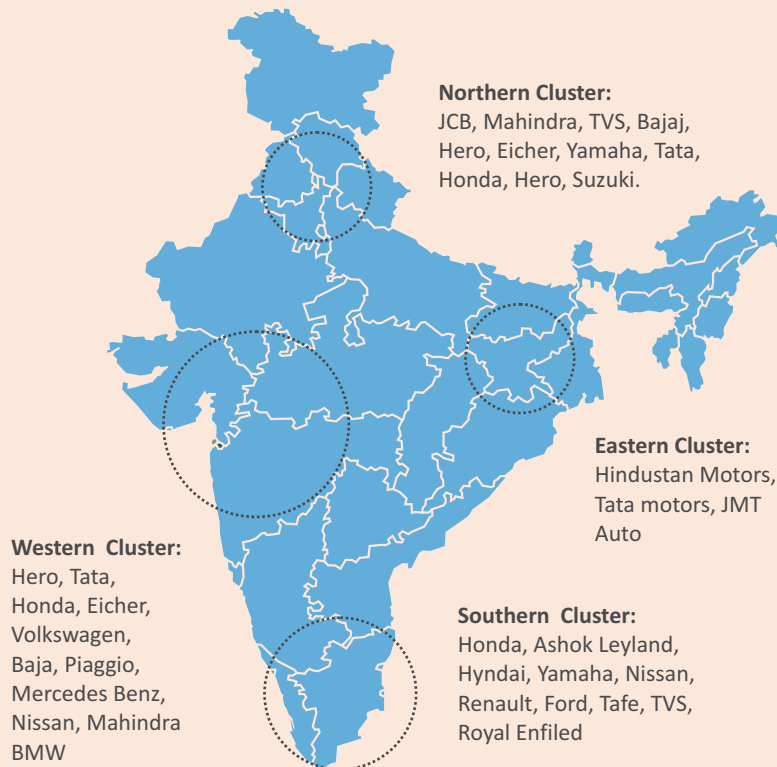 Northern Cluster:
JCB, Mahindra, TVS, Bajaj,
Hero, Eicher, Yamaha, Tata,
Honda, Hero, Suzuki.
Eastern Cluster:
Hindustan Motors,
Tata motors, JMT
Auto
Western  Cluster:
Hero, Tata,
Honda, Eicher,
Volkswagen,
Baja, Piaggio,
Mercedes Benz,
Nissan, Mahindra
BMW
Southern  Cluster:
Honda, Ashok Leyland,
Hyndai, Yamaha, Nissan,
Renault, Ford, Tafe, TVS,
Royal Enfiled